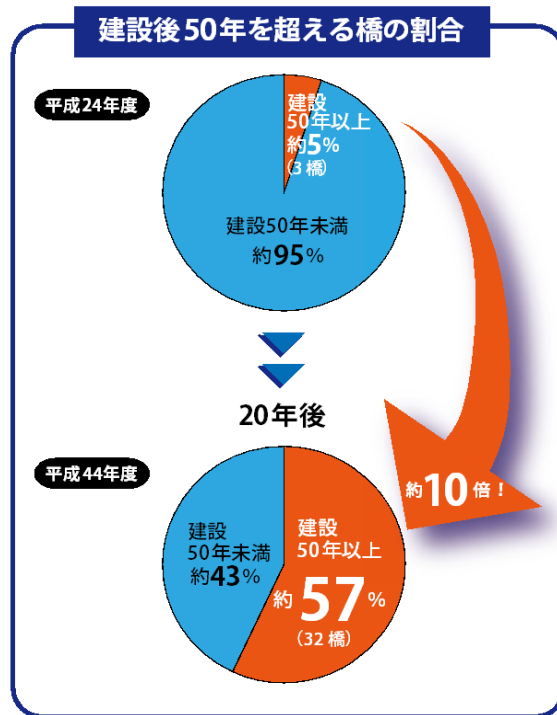 建設後50年を超える橋の割合
平成24年度
建設
50年以上
約5%
(3橋)
建設50年未満
約95%
20年後
平成44年度
約10倍!
建設
50年未満
約43%
建設
50年以上
約57%
(32橋)